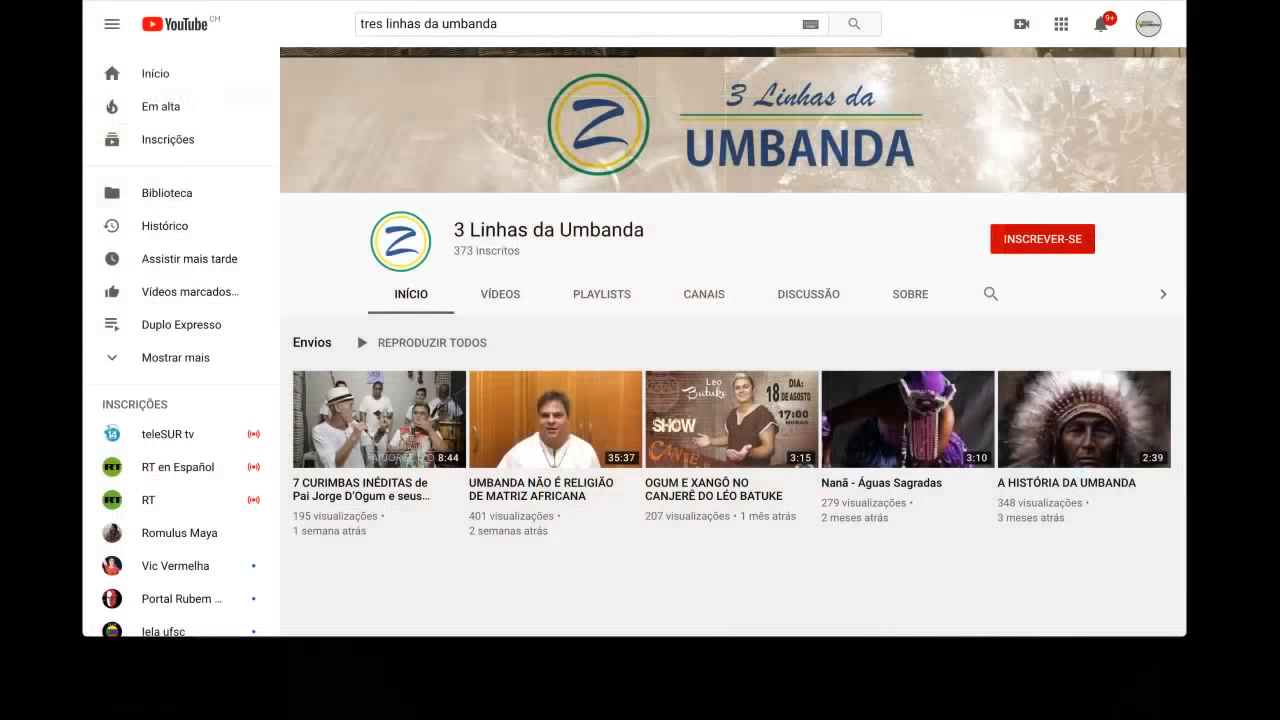 YouTube CH
tres linhas da umbanda
9+
Início
Em alta
Inscrições
Biblioteca
Histórico
Assistir mais tarde
Vídeos marcados...
Duplo Expresso
Mostrar mais
INSCRIÇÕES
teleSUR tv
RT
RT en Español
RT
RT
Romulus Maya
Vic Vermelha
Portal Rubem ...
Iela ufsc
3 Linhas da
UMBANDA
3 Linhas da Umbanda
373 inscritos
INSCREVER-SE
INÍCIO
VÍDEOS
PLAYLISTS
CANAIS
DISCUSSÃO
SOBRE
Envios
REPRODUZIR TODOS
8:44
7 CURIMBAS INÉDITAS de
Pai Jorge D'Ogum e seus...
195 visualizações •
1 semana atrás
35:37
UMBANDA NÃO É RELIGIÃO
DE MATRIZ AFRICANA
401 visualizações •
2 semanas atrás
Leo
Batuke
DIA:
18 DE
AGOSTO
17:00
HORAS
SHOW
CANTE
3:15
OGUM E XANGÔ NO
CANJERÊ DO LÉO BATUKE
207 visualizações • 1 mês atrás
3:10
Nanã - Águas Sagradas
279 visualizações •
2 meses atrás
2:39
A HISTÓRIA DA UMBANDA
348 visualizações •
3 meses atrás